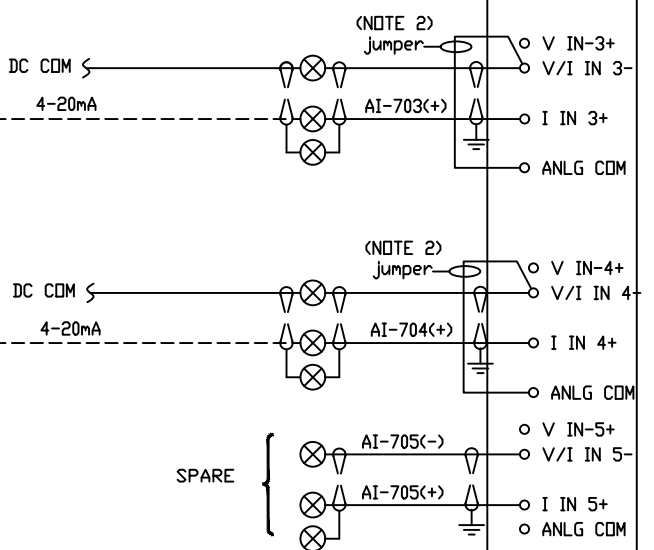 (NOTE 2)
jumper
V IN-3+
DC COM
V/I IN 3-
4-20mA
AI-703(+)
I IN 3+
ANLG COM
(NOTE 2)
jumper
V IN-4+
DC COM
V/I IN 4-
4-20mA
AI-704(+)
I IN 4+
ANLG COM
V IN-5+
AI-705(-)
V/I IN 5-
SPARE
AI-705(+)
I IN 5+
ANLG COM